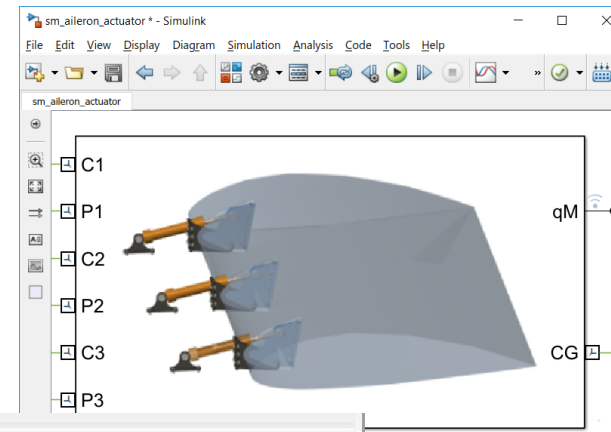 sm_aileron_actuator * - Simulink
File Edit View Display Diagram Simulation Analysis Code Tools Help
»
sm_aileron_actuator
C1
P1
qM
C2
P2
C3
CG
P3